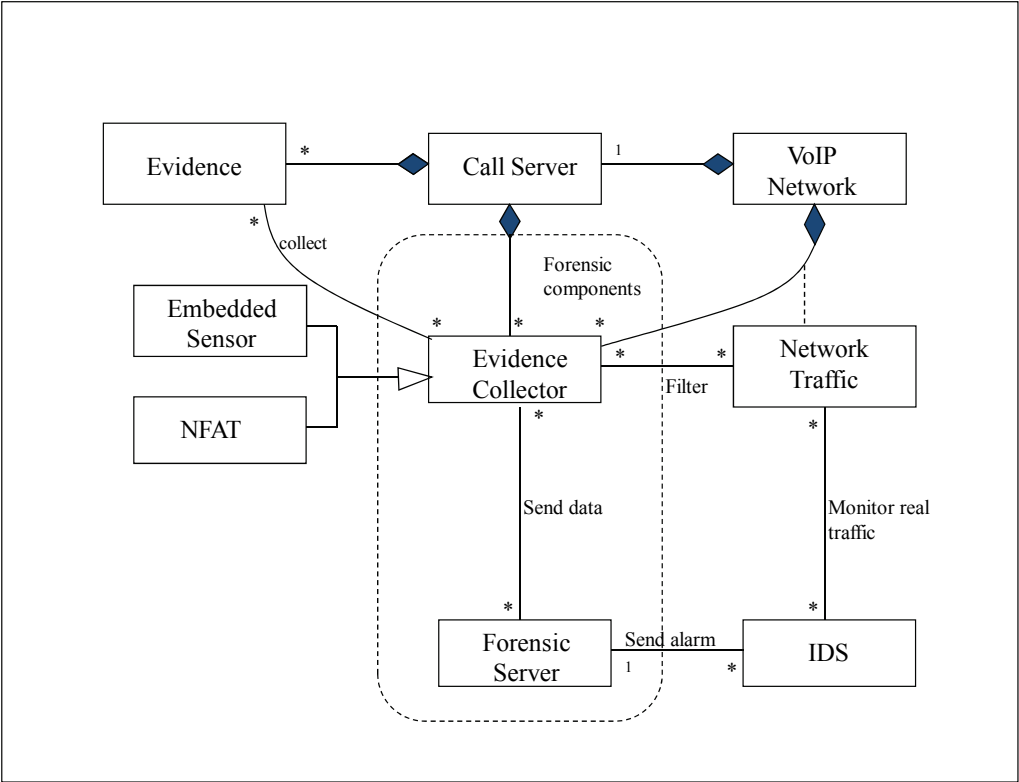 Evidence
*
Call Server
1
VoIP
Network
*
collect
Forensic
components
Embedded
Sensor
*
*
*
Evidence
Collector
*
*
Filter
Network
Traffic
NFAT
*
*
Send data
Monitor real
traffic
*
*
Forensic
Server
Send alarm
1
*
IDS